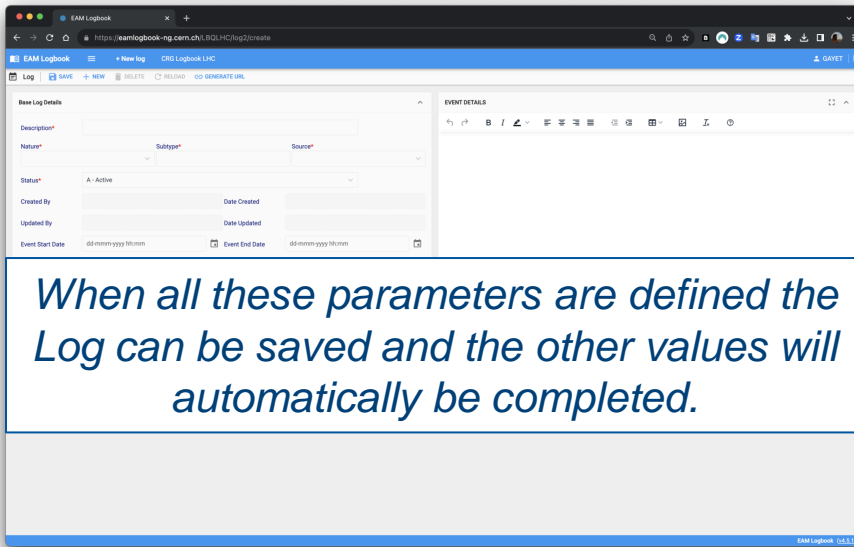 EAM Logbook
https://eamlogbook-ng.cern.ch/LBQLHC/log2/create
EAM Logbook + New log CRG Logbook LHC GAYET
Log SAVE + NEW DELETE RELOAD GENERATE URL
Base Log Details
EVENT DETAILS
Description*
Nature* Subtype* Source*
Status* A - Active
Created By Date Created
Updated By Date Updated
Event Start Date dd-mmm-yyyy hh:mm Event End Date dd-mmm-yyyy hh:mm
When all these parameters are defined the
Log can be saved and the other values will
automatically be completed.
EAM Logbook